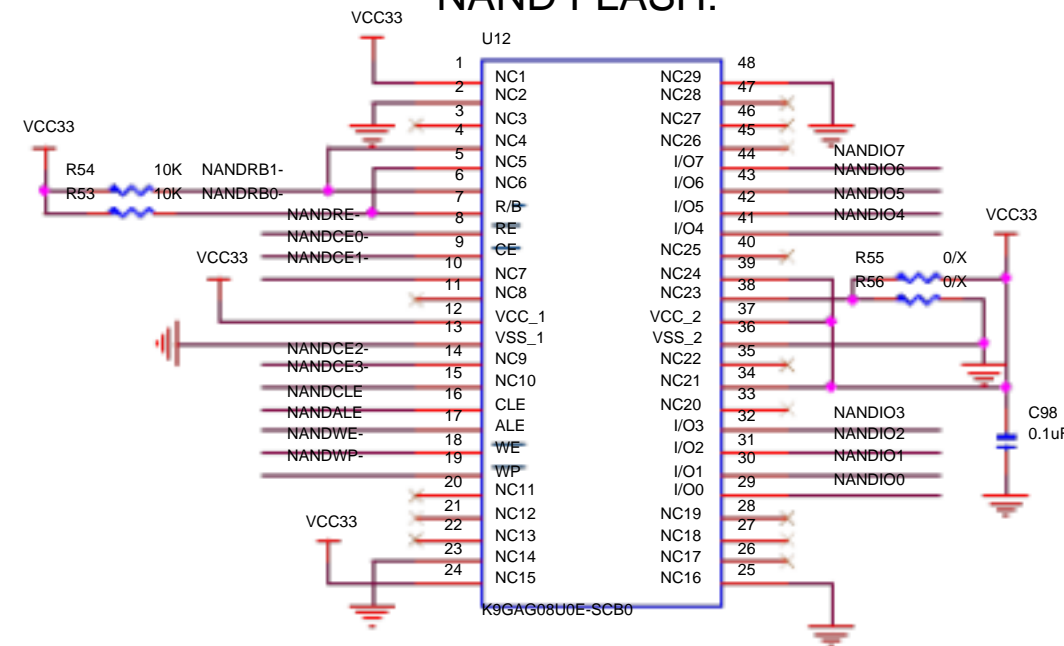 NAND FLASH:
VCC33
U12
1
2
3
4
5
6
7
8
9
10
11
12
13
14
15
16
17
18
19
20
21
22
23
24
NC1
NC2
NC3
NC4
NC5
NC6
R/B
RE
CE
NC7
NC8
VCC_1
VSS_1
NC9
NC10
CLE
ALE
WE
WP
NC11
NC12
NC13
NC14
NC15
NC29
NC28
NC27
NC26
I/O7
I/O6
I/O5
I/O4
NC25
NC24
NC23
VCC_2
VSS_2
NC22
NC21
NC20
I/O3
I/O2
I/O1
I/O0
NC19
NC18
NC17
NC16
48
47
46
45
44
43
42
41
40
39
38
37
36
35
34
33
32
31
30
29
28
27
26
25
K9GAG08U0E-SCB0
VCC33
R54 10K NANDRB1-
R53 10K NANDRB0-
NANDRE-
NANDCE0-
NANDCE1-
VCC33
NANDCE2-
NANDCE3-
NANDCLE
NANDALE
NANDWE-
NANDWP-
VCC33
NANDIO7
NANDIO6
NANDIO5
NANDIO4
VCC33
R55 0/X
R56 0/X
NANDIO3
NANDIO2
NANDIO1
NANDIO0
C98
0.1uF